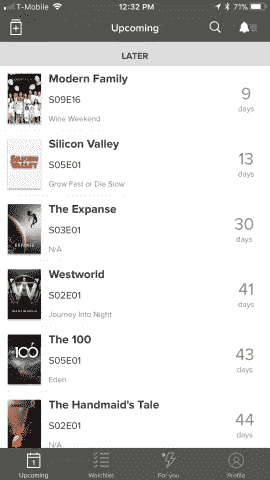 T-Mobile 12:32 PM 71%
Upcoming
LATER
Modern Family
S09E16
Wine Weekend
9
days
Silicon Valley
S05E01
Grow Fast or Die Slow
13
days
The Expanse
S03E01
N/A
30
days
Westworld
S02E01
Journey Into Night
41
days
The 100
S05E01
Eden
43
days
The Handmaid's Tale
S02E01
N/A
44
days
Upcoming Watchlist For you Profile